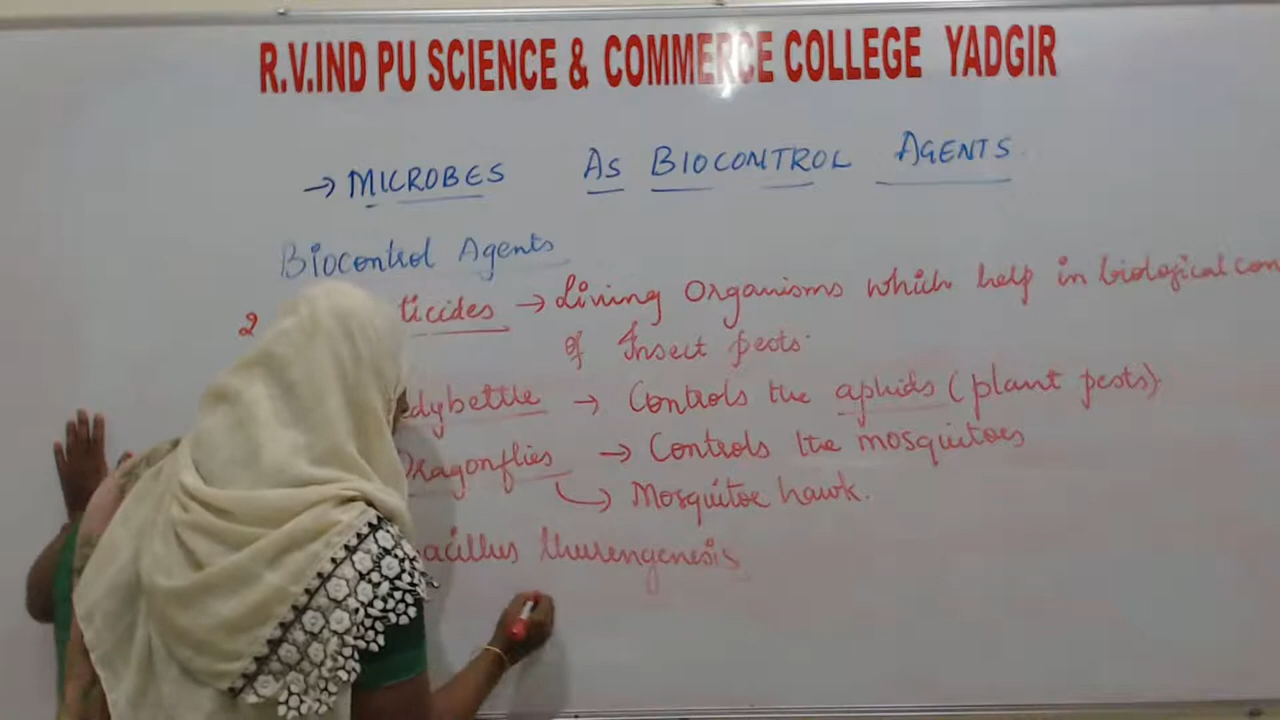 R.V.IND PU SCIENCE & COMMERCE COLLEGE YADGIR
→ MICROBES AS BIOCONTROL AGENTS
Biocontrol Agents
2 ticides → Living Organisms which help in biological con
of Insect pests.
dybettle → Controls the aphids (plant pests).
Dragonflies → Controls the mosquitoes
→ Mosquitoe hawk.
acillus thurengenesis